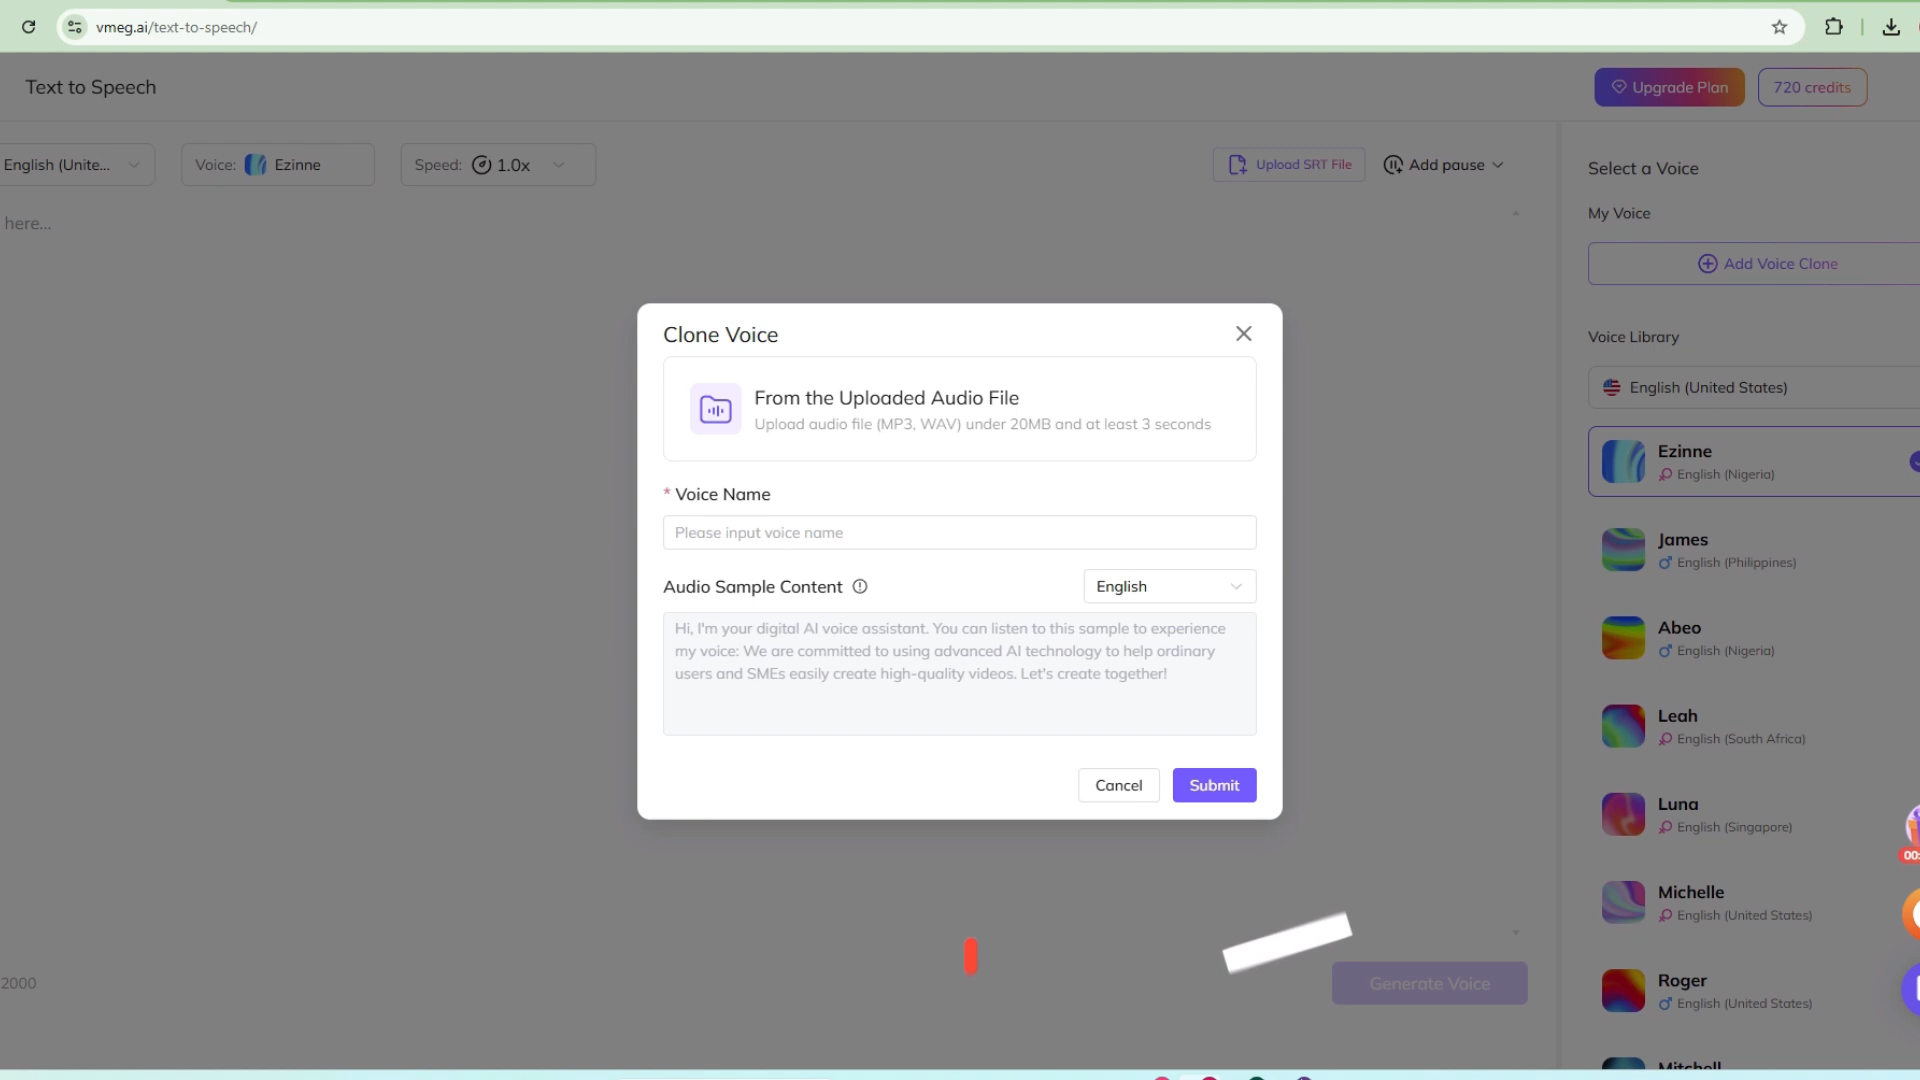 vmeg.ai/text-to-speech/
Text to Speech
Upgrade Plan
720 credits
English (Unite...
Voice: Ezinne
Speed: 1.0x
Upload SRT File
Add pause
here...
Select a Voice
My Voice
Add Voice Clone
Voice Library
English (United States)
Ezinne
English (Nigeria)
James
English (Philippines)
Abeo
English (Nigeria)
Leah
English (South Africa)
Luna
English (Singapore)
Michelle
English (United States)
Roger
English (United States)
Mitchell
Clone Voice
From the Uploaded Audio File
Upload audio file (MP3, WAV) under 20MB and at least 3 seconds
* Voice Name
Please input voice name
Audio Sample Content
English
Hi, I'm your digital AI voice assistant. You can listen to this sample to experience
my voice: We are committed to using advanced AI technology to help ordinary
users and SMEs easily create high-quality videos. Let's create together!
Cancel
Submit
2000
Generate Voice
00: